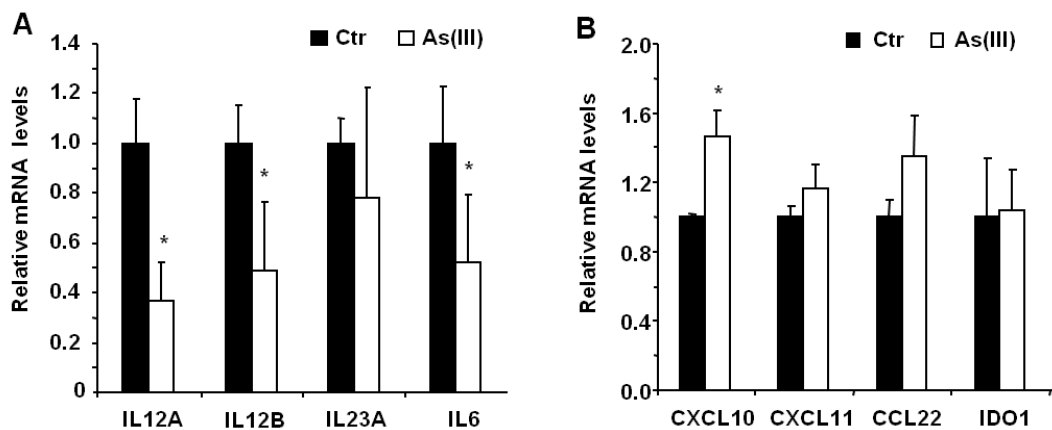 A
Ctr As(III)
Relative mRNA levels
1.4
1.2
1.0
0.8
0.6
0.4
0.2
0
*
*
*
IL12A IL12B IL23A IL6
B
Ctr As(III)
Relative mRNA levels
2.0
1.6
1.2
0.8
0.4
0.0
*
CXCL10 CXCL11 CCL22 IDO1